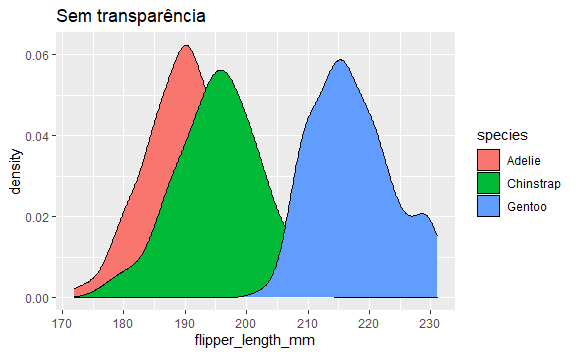 Sem transparência
0.06
0.04
0.02
0.00
density
170 180 190 200 210 220 230
flipper_length_mm
species
Adelie
Chinstrap
Gentoo